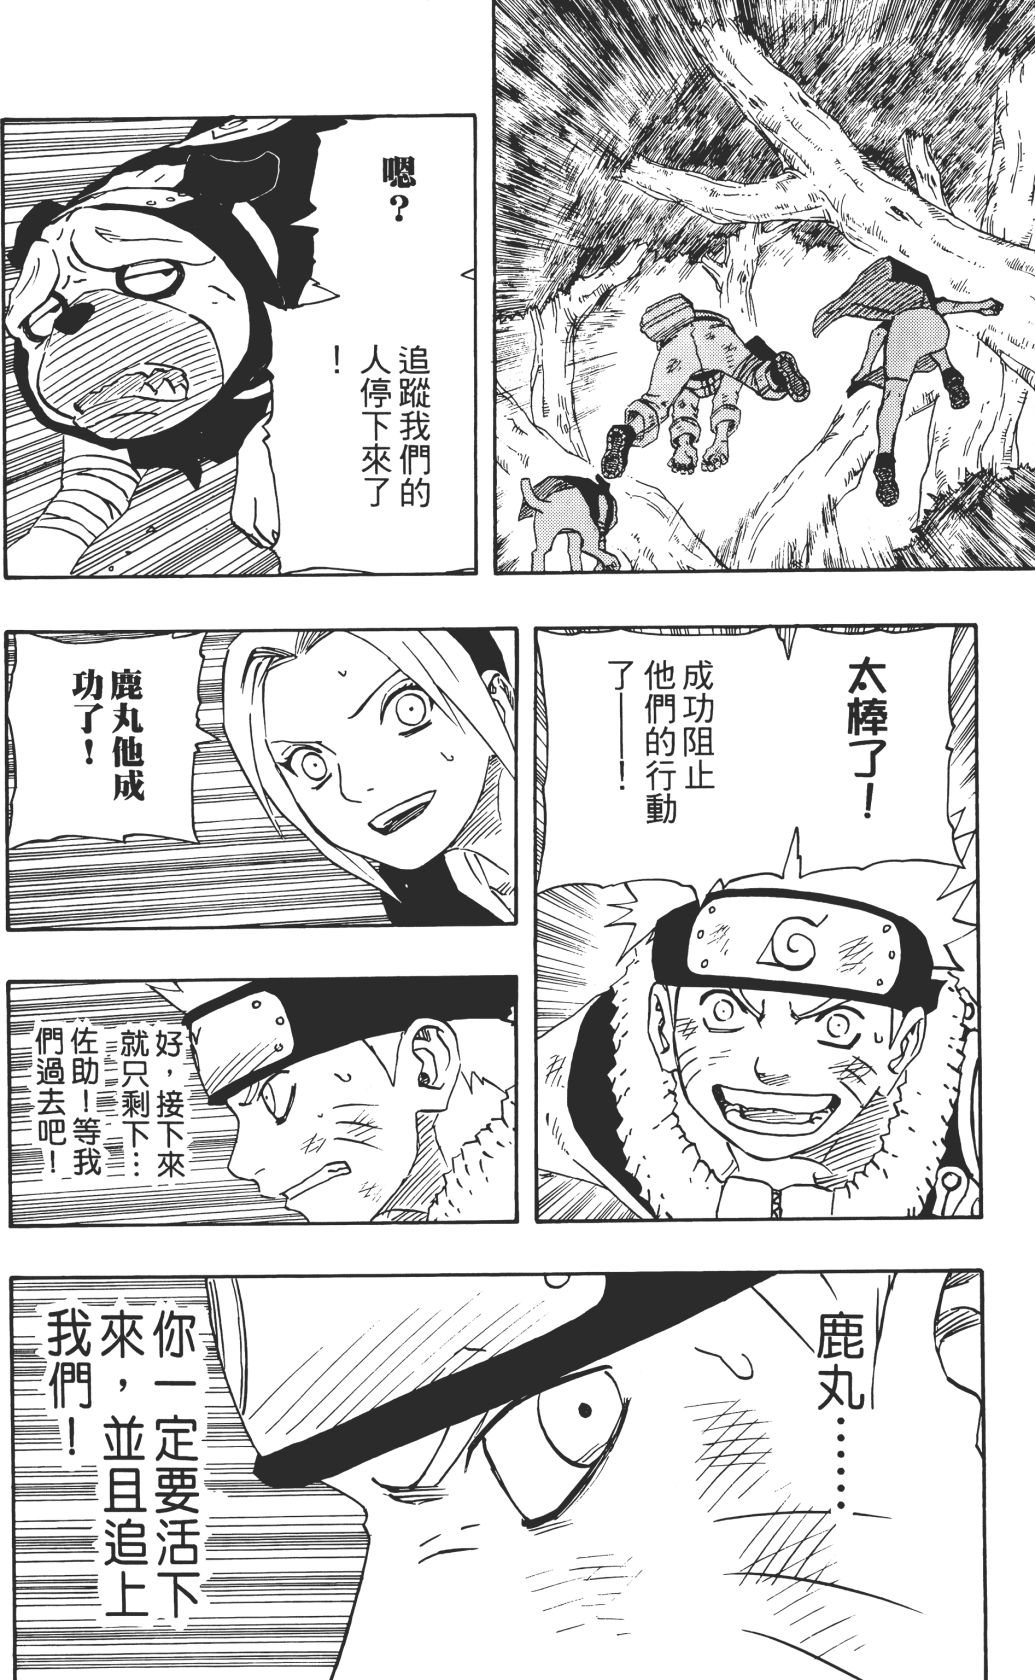 嗯？
追蹤我們的
人停下來了
！
太棒了！
成功阻止
他們的行動
了——！
鹿丸他成
功了！
好，接下來
就只剩下…
佐助！等我
們過去吧！
鹿丸……
你一定要活下
來，並且追上
我們！